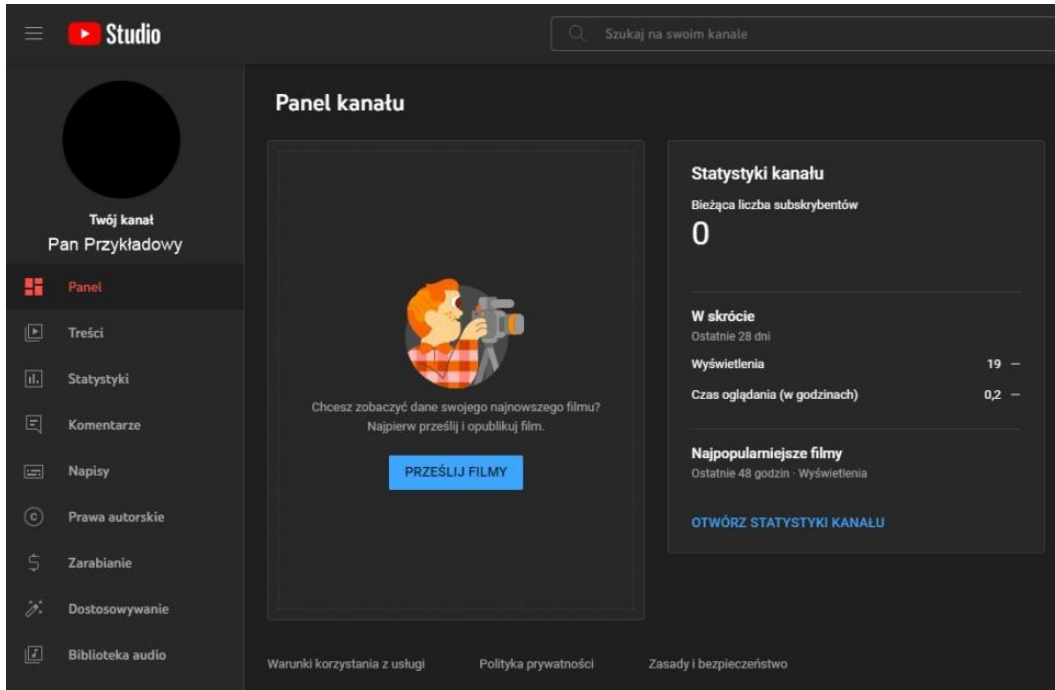 Studio
Szukaj na swoim kanale
Twój kanał
Pan Przykładowy
Panel
Treści
Statystyki
Komentarze
Napisy
Prawa autorskie
Zarabianie
Dostosowywanie
Biblioteka audio
Panel kanału
Chcesz zobaczyć dane swojego najnowszego filmu?
Najpierw prześlij i opublikuj film.
PRZEŚLIJ FILMY
Statystyki kanału
Bieżąca liczba subskrybentów
0
W skrócie
Ostatnie 28 dni
Wyświetlenia 19 —
Czas oglądania (w godzinach) 0,2 —
Najpopularniejsze filmy
Ostatnie 48 godzin · Wyświetlenia
OTWÓRZ STATYSTYKI KANAŁU
Warunki korzystania z usługi Polityka prywatności Zasady i bezpieczeństwo